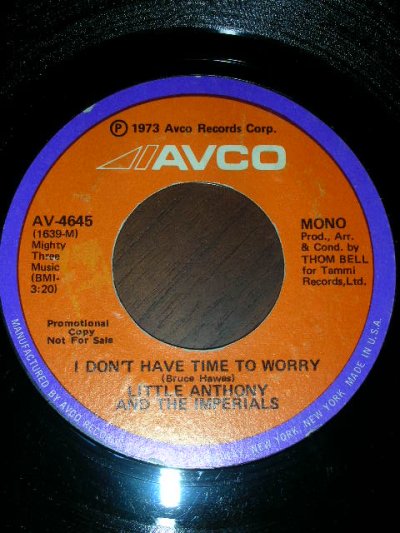 Ⓟ 1973 Avco Records Corp.
AVCO
AV-4645
(1639-M)
Mighty
Three
Music
(BMI-
3:20)
MONO
Prod., Arr.
& Cond. by
THOM BELL
for Tammi
Records,Ltd.
Promotional
Copy
Not For Sale
I DON'T HAVE TIME TO WORRY
(Bruce Hawes)
LITTLE ANTHONY
AND THE IMPERIALS
MANUFACTURED BY AVCO RECORD WAY, NEW YORK, NEW YORK. MADE IN U.S.A.